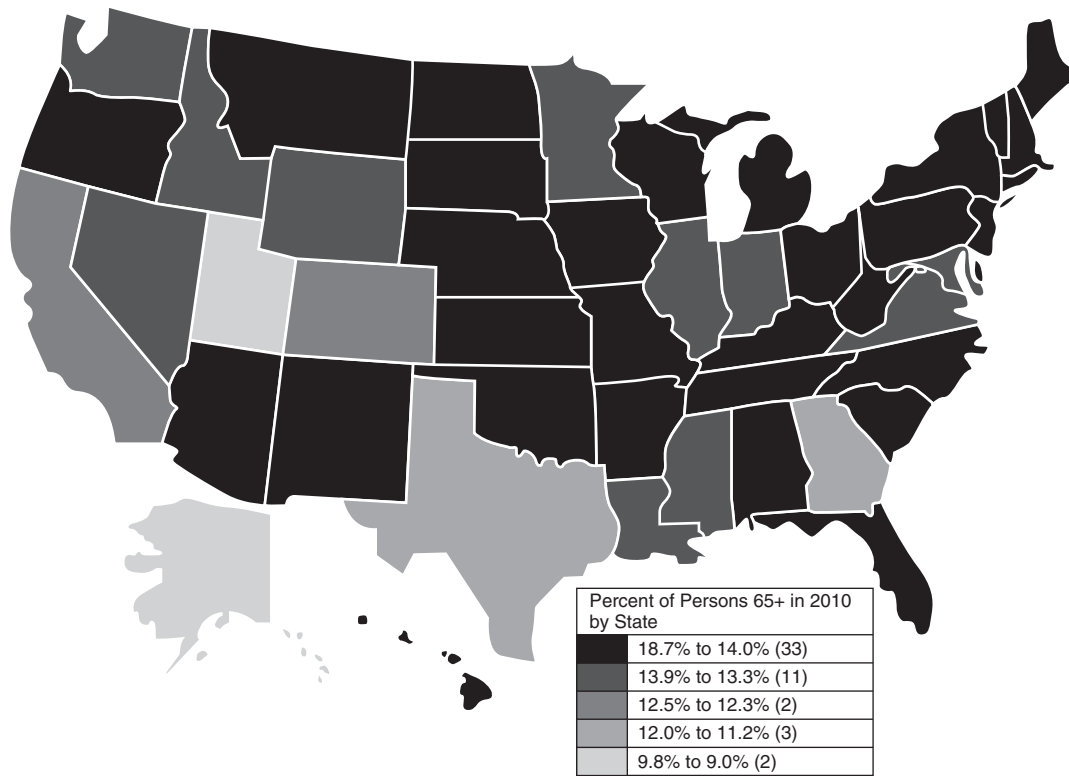 Percent of Persons 65+ in 2010
by State
18.7% to 14.0% (33)
13.9% to 13.3% (11)
12.5% to 12.3% (2)
12.0% to 11.2% (3)
9.8% to 9.0% (2)